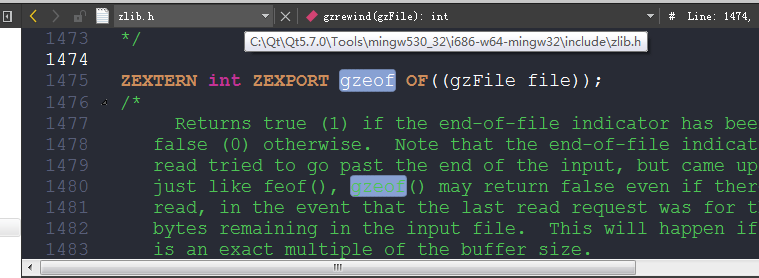 zlib.h
gzrewind(gzFile): int
# Line: 1474,
1473 */
C:\Qt\Qt5.7.0\Tools\mingw530_32\i686-w64-mingw32\include\zlib.h
1474
1475 ZEXTERN int ZEXPORT gzeof OF((gzFile file));
1476 /*
1477 Returns true (1) if the end-of-file indicator has bee
1478 false (0) otherwise. Note that the end-of-file indicat
1479 read tried to go past the end of the input, but came up
1480 just like feof(), gzeof() may return false even if ther
1481 read, in the event that the last read request was for t
1482 bytes remaining in the input file. This will happen if
1483 is an exact multiple of the buffer size.